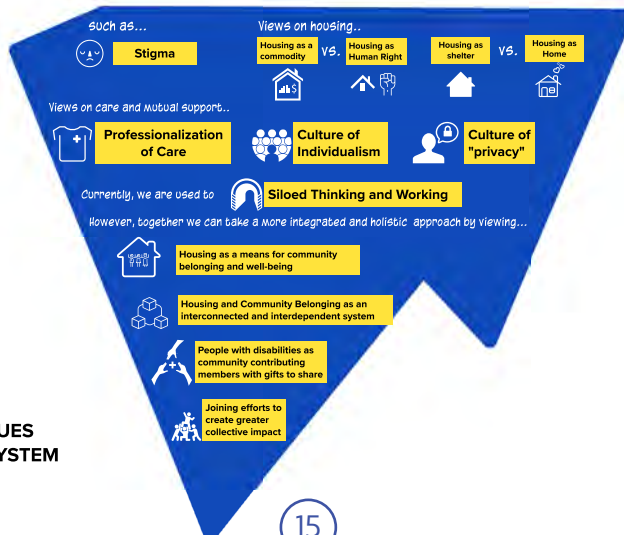 such as...
Stigma
Views on housing..
Housing as a
commodity
vs.
Housing as
Human Right
Housing as
shelter
vs.
Housing as
Home
Views on care and mutual support..
Professionalization
of Care
Culture of
Individualism
Culture of
"privacy"
Currently, we are used to
Siloed Thinking and Working
However, together we can take a more integrated and holistic approach by viewing...
Housing as a means for community
belonging and well-being
Housing and Community Belonging as an
interconnected and interdependent system
People with disabilities as
community contributing
members with gifts to share
Joining efforts to
create greater
collective impact
UES
YSTEM
15